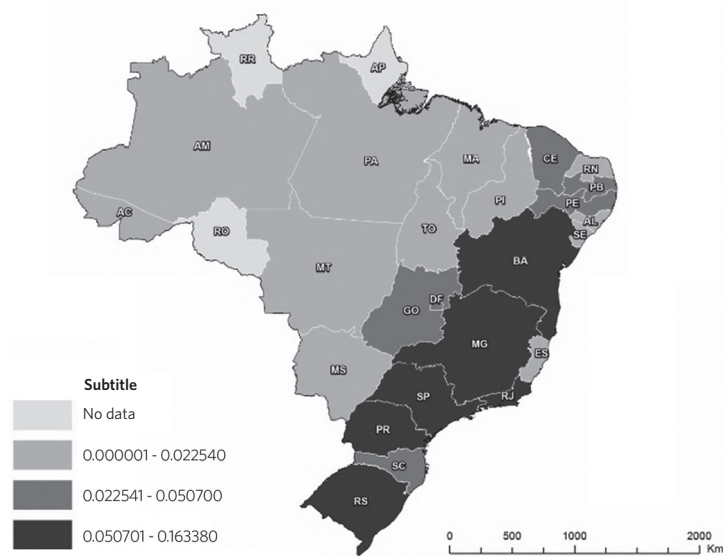 RR
AP
AM
PA
MA
CE
RN
PB
PE
PI
AL
SE
AC
RO
TO
BA
MT
DF
GO
MG
ES
MS
SP
RJ
PR
SC
RS
Subtitle
No data
0.000001 - 0.022540
0.022541 - 0.050700
0.050701 - 0.163380
0 500 1000 2000
Km